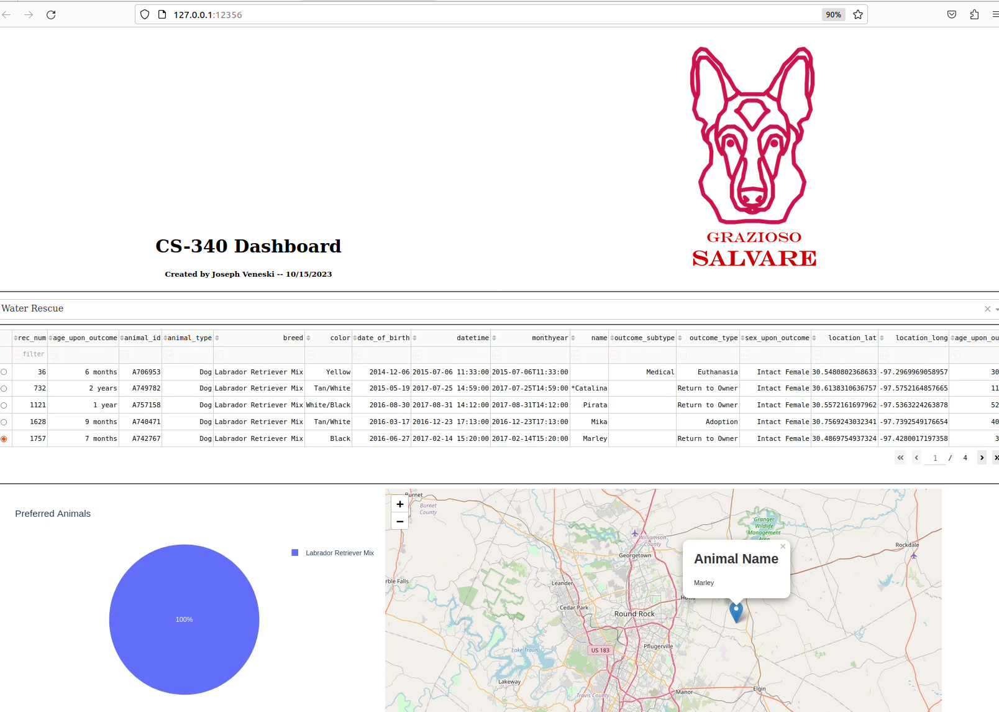 127.0.0.1:12356
90%
GRAZIOSO
SALVARE
CS-340 Dashboard
Created by Joseph Veneski -- 10/15/2023
Water Rescue
rec_num age_upon_outcome animal_id animal_type breed color date_of_birth datetime monthyear name outcome_subtype outcome_type sex_upon_outcome location_lat location_long age_upon_ou
filter
36 6 months A706953 Dog Labrador Retriever Mix Yellow 2014-12-06 2015-07-06 11:33:00 2015-07-06T11:33:00 Medical Euthanasia Intact Female 30.5480802368633 -97.2969969058957 30
732 2 years A749782 Dog Labrador Retriever Mix Tan/White 2015-05-19 2017-07-25 14:59:00 2017-07-25T14:59:00 *Catalina Return to Owner Intact Female 30.6138310636757 -97.5752164857665 11
1121 1 year A757158 Dog Labrador Retriever Mix White/Black 2016-08-30 2017-08-31 14:12:00 2017-08-31T14:12:00 Pirata Return to Owner Intact Female 30.5572161697962 -97.5363224263878 52
1628 9 months A740471 Dog Labrador Retriever Mix Tan/White 2016-03-17 2016-12-23 17:13:00 2016-12-23T17:13:00 Mika Adoption Intact Female 30.7569243032341 -97.7392549176654 40
1757 7 months A742767 Dog Labrador Retriever Mix Black 2016-06-27 2017-02-14 15:20:00 2017-02-14T15:20:00 Marley Return to Owner Intact Female 30.4869754937324 -97.4280017197358 3
« ‹ 1 / 4 › »
Preferred Animals
Labrador Retriever Mix
100%
+
−
Burnet
Burnet
County
Granger
Wildlife
Management
Area
Williamson
County
Georgetown
Rockdale
Animal Name
Marley
rble Falls
Leander
Hutto
Cedar Park
Round Rock
US 183
Pflugerville
Lake Travis
Lakeway
Travis County
Manor
Elgin